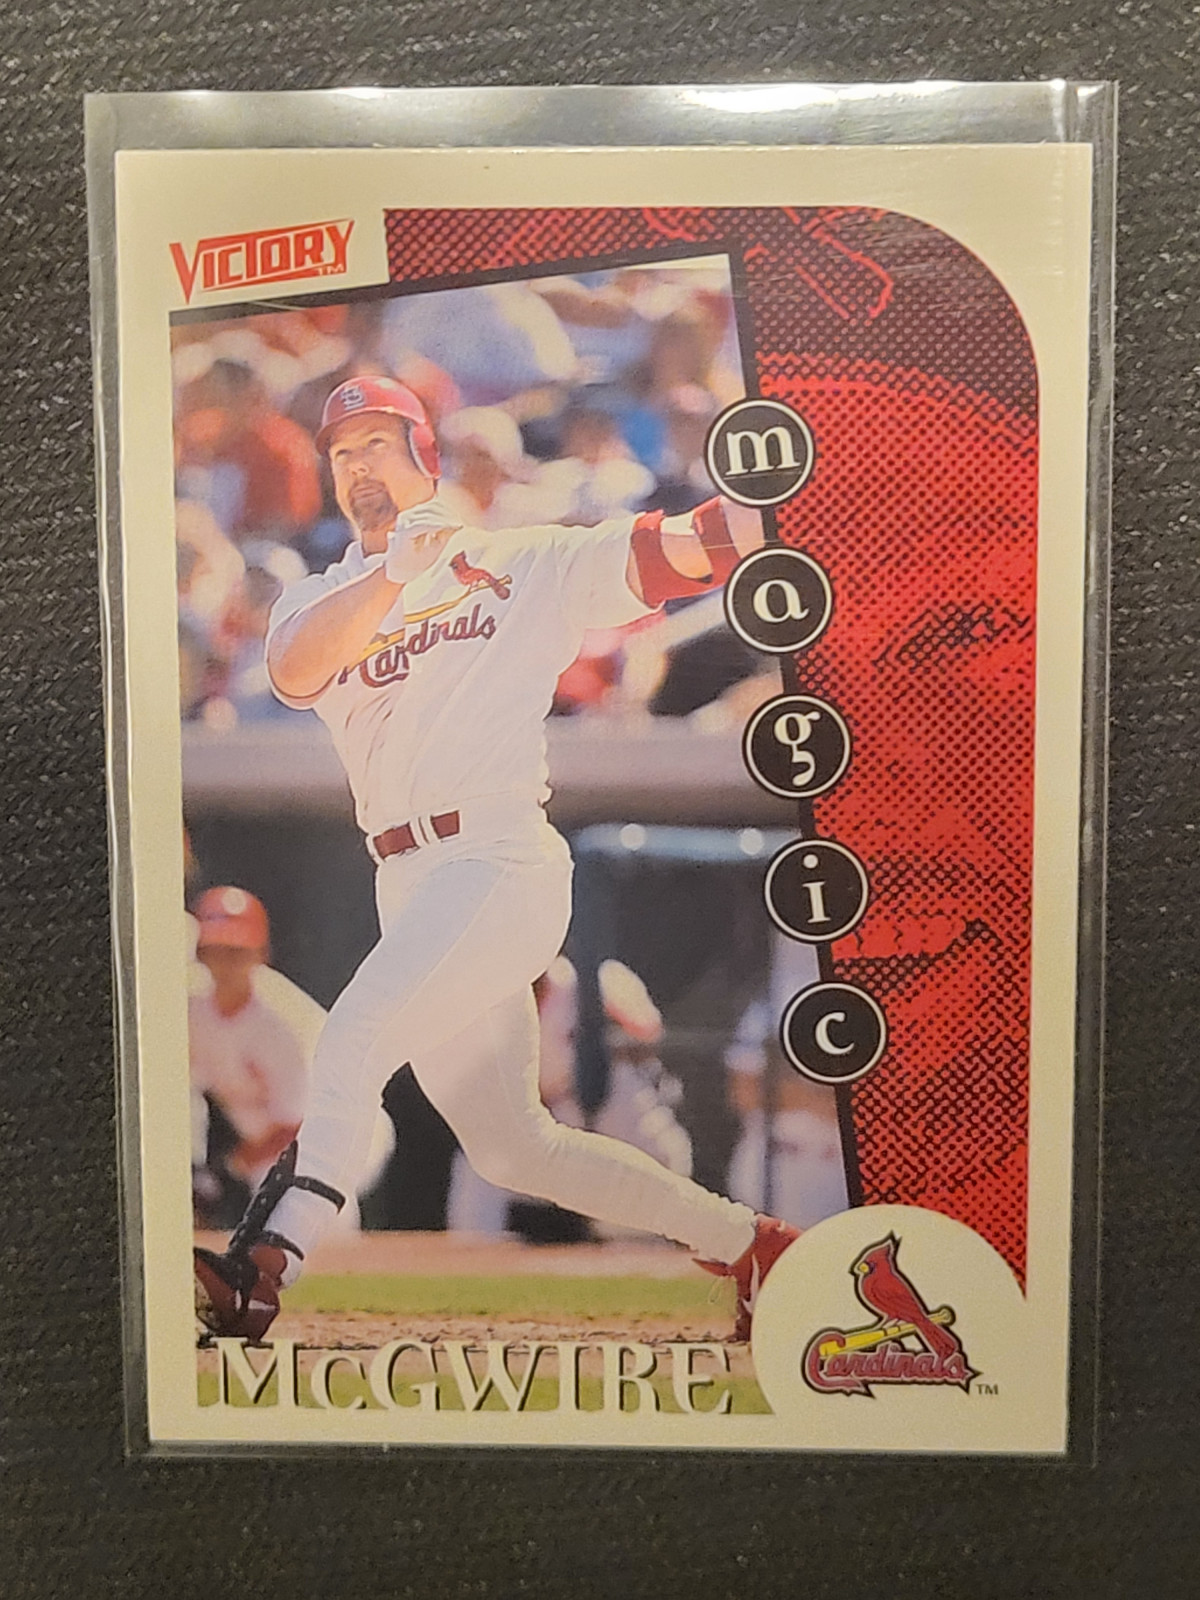 VICTORY TM
m
a
g
i
c
Cardinals
McGWIRE
Cardinals TM